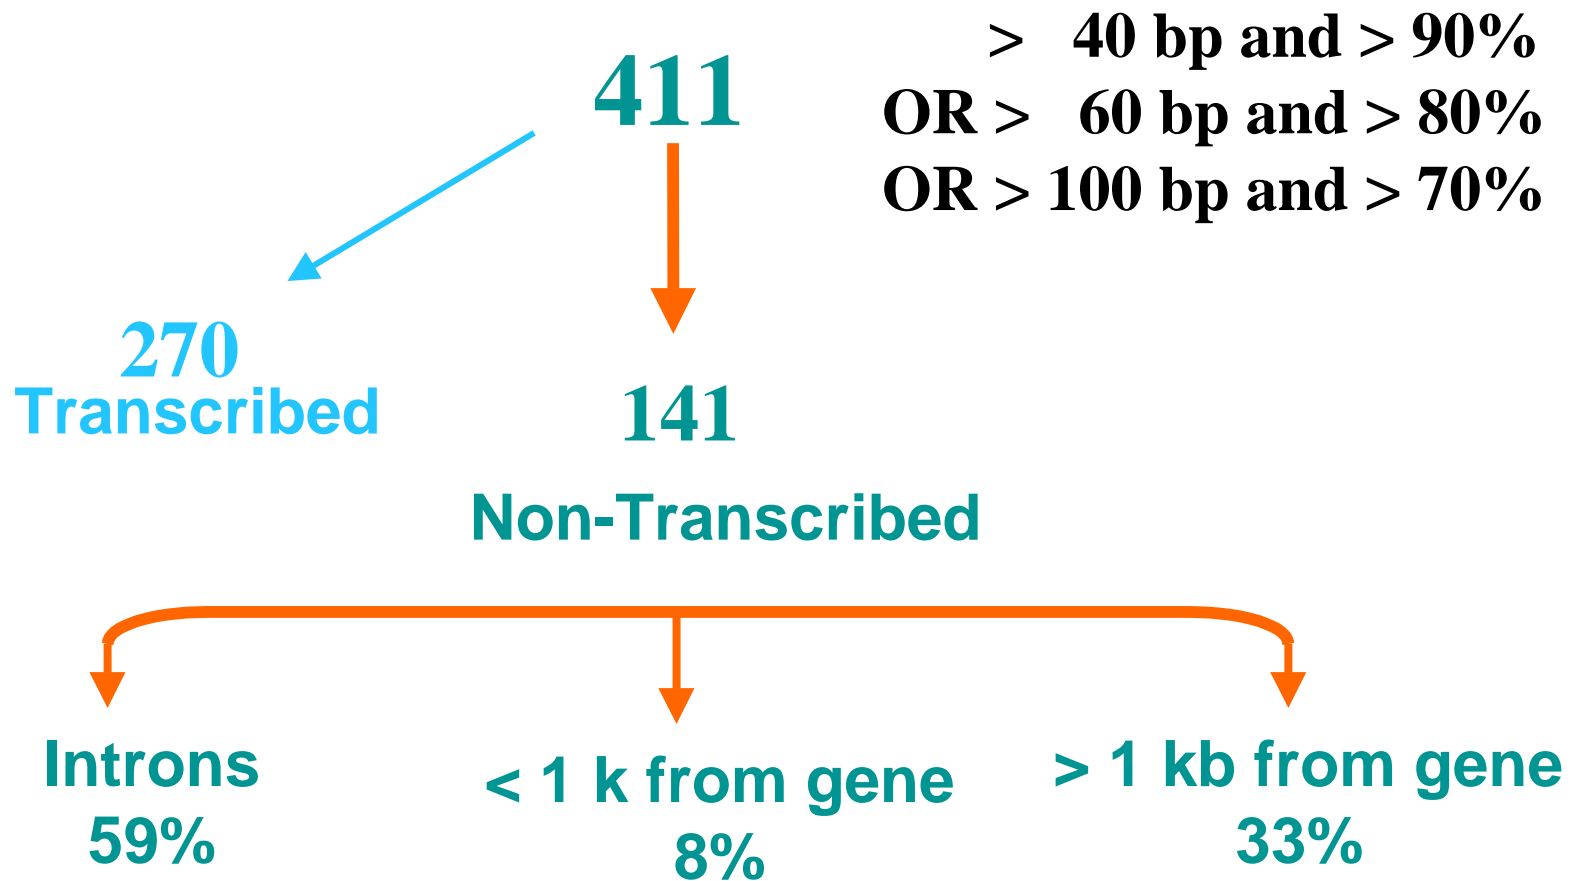 411
> 40 bp and > 90%
OR > 60 bp and > 80%
OR > 100 bp and > 70%
270
Transcribed
141
Non-Transcribed
Introns
59%
< 1 k from gene
8%
> 1 kb from gene
33%